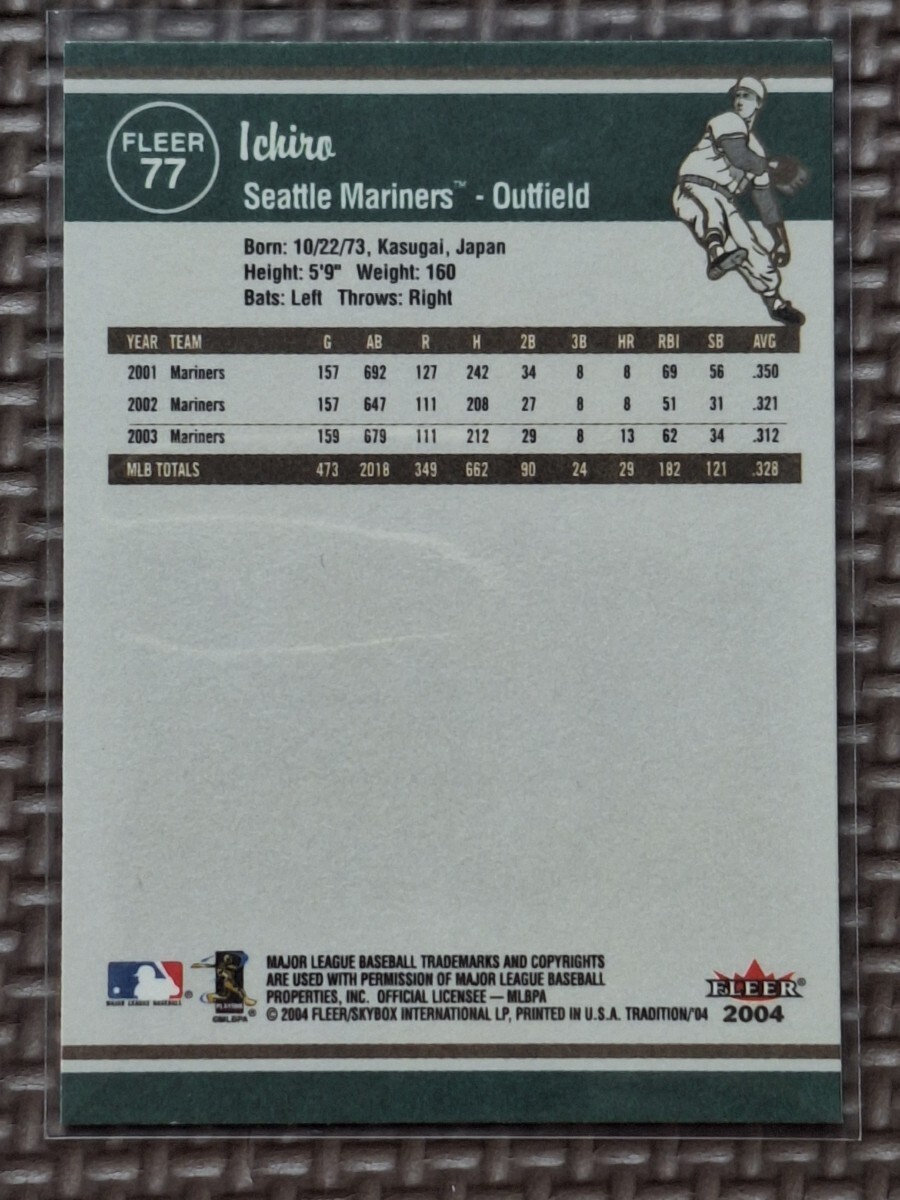 FLEER
77
Ichiro
Seattle Mariners™ - Outfield
Born: 10/22/73, Kasugai, Japan
Height: 5'9" Weight: 160
Bats: Left Throws: Right
YEAR TEAM G AB R H 2B 3B HR RBI SB AVG
2001 Mariners 157 692 127 242 34 8 8 69 56 .350
2002 Mariners 157 647 111 208 27 8 8 51 31 .321
2003 Mariners 159 679 111 212 29 8 13 62 34 .312
MLB TOTALS 473 2018 349 662 90 24 29 182 121 .328
MAJOR LEAGUE BASEBALL TRADEMARKS AND COPYRIGHTS
ARE USED WITH PERMISSION OF MAJOR LEAGUE BASEBALL
PROPERTIES, INC. OFFICIAL LICENSEE — MLBPA
© 2004 FLEER/SKYBOX INTERNATIONAL LP, PRINTED IN U.S.A. TRADITION/'04
MAJOR LEAGUE BASEBALL®
PLAYERS
©MLBPA ®
FLEER®
2004